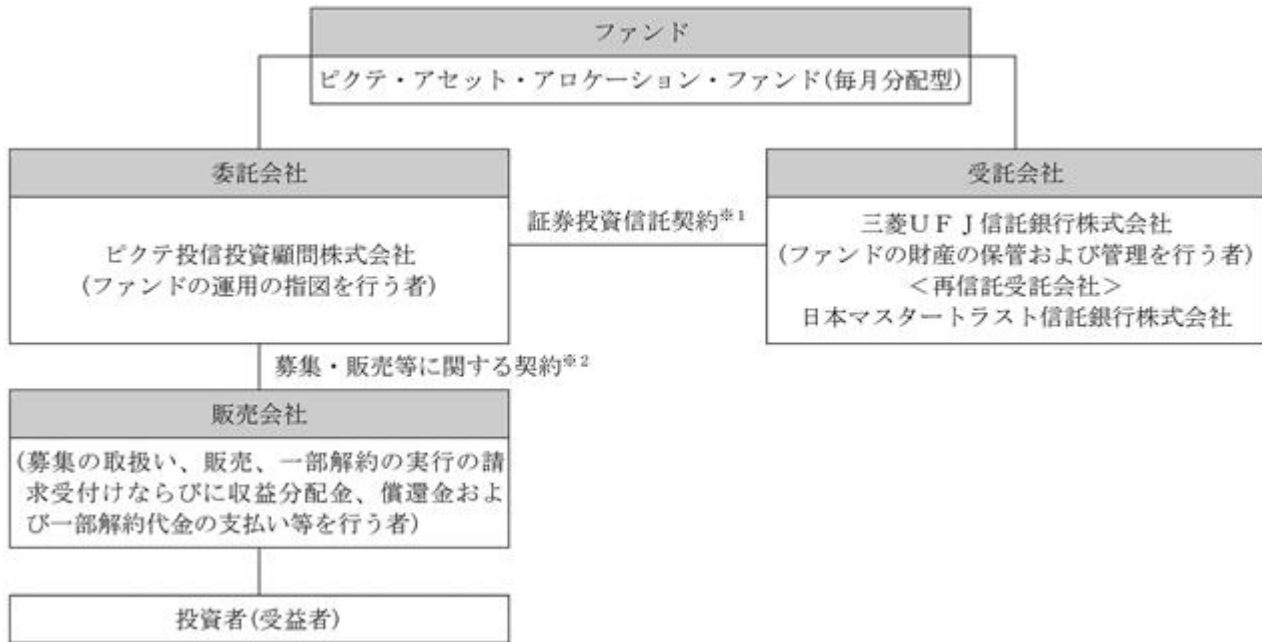 ファンド
ピクテ・アセット・アロケーション・ファンド(毎月分配型)
委託会社
ピクテ投信投資顧問株式会社
(ファンドの運用の指図を行う者)
証券投資信託契約※1
受託会社
三菱UFJ信託銀行株式会社
(ファンドの財産の保管および管理を行う者)
<再信託受託会社>
日本マスタートラスト信託銀行株式会社
募集・販売等に関する契約※2
販売会社
(募集の取扱い、販売、一部解約の実行の請
求受付けならびに収益分配金、償還金およ
び一部解約代金の支払い等を行う者)
投資者(受益者)